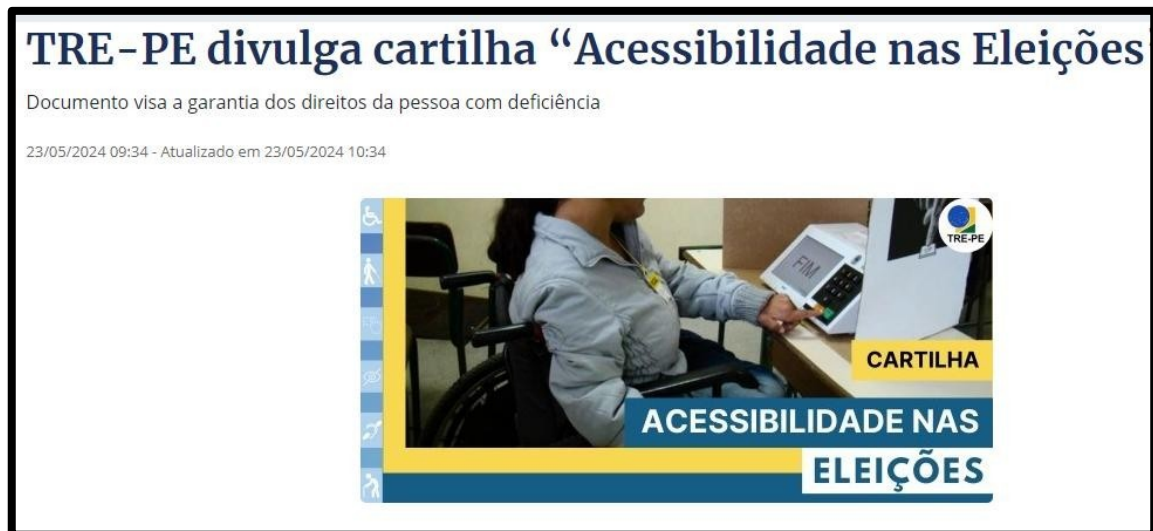 TRE-PE divulga cartilha “Acessibilidade nas Eleições”
Documento visa a garantia dos direitos da pessoa com deficiência
23/05/2024 09:34 - Atualizado em 23/05/2024 10:34
TRE-PE
FIM
CARTILHA
ACESSIBILIDADE NAS
ELEIÇÕES